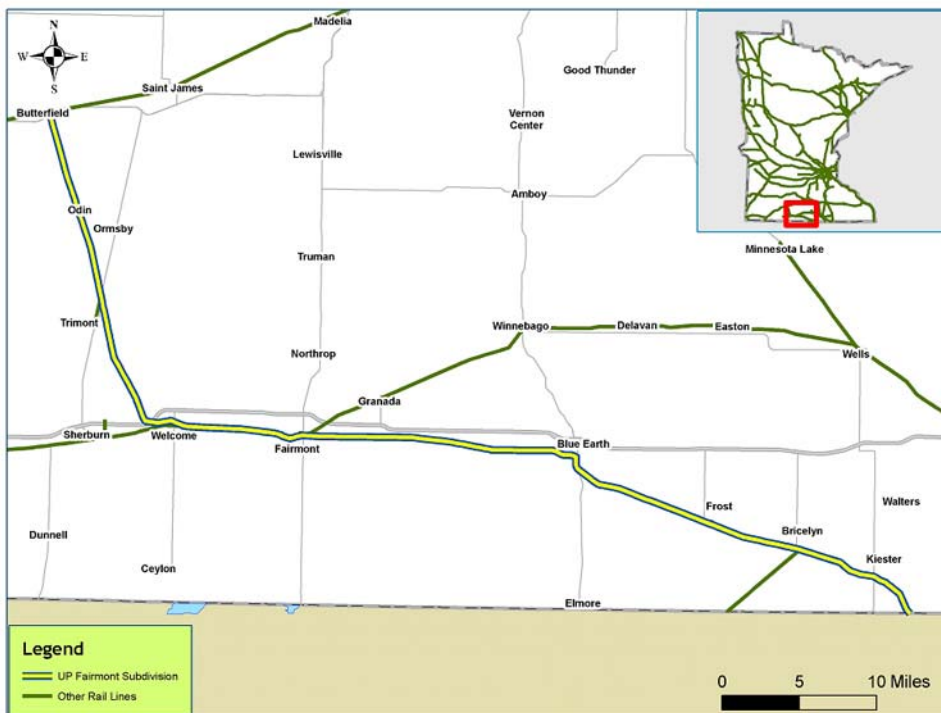 Madelia
N
W E
S
Good Thunder
Saint James
Butterfield
Vernon
Center
Lewisville
Amboy
Odin
Ormsby
Minnesota Lake
Truman
Trimont
Winnebago
Delavan
Easton
Northrop
Wells
Granada
Sherburn
Welcome
Fairmont
Blue Earth
Walters
Frost
Dunnell
Bricelyn
Kiester
Ceylon
Elmore
Legend
UP Fairmont Subdivision
Other Rail Lines
0 5 10 Miles